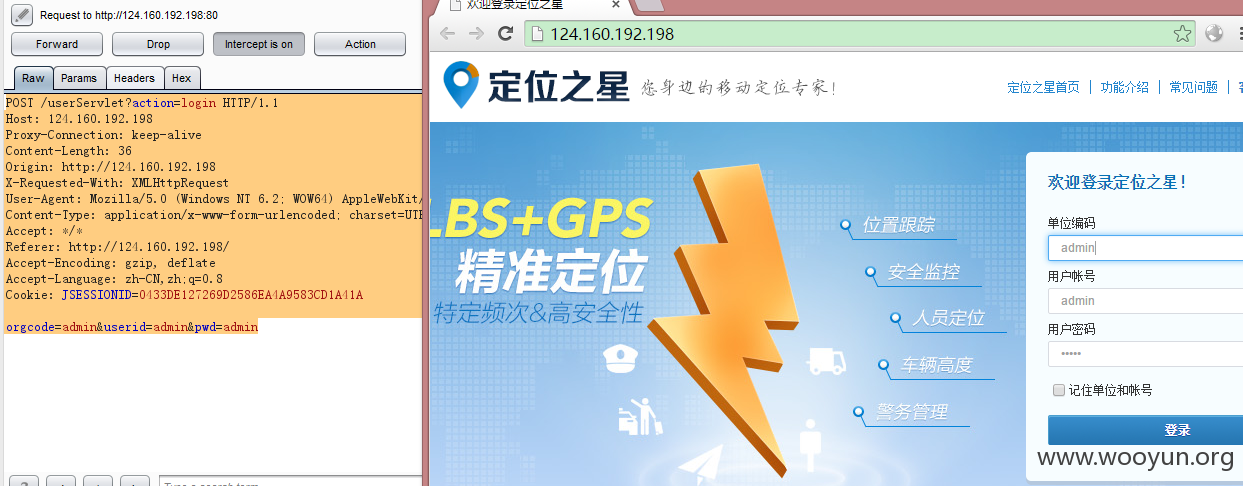 Request to http://124.160.192.198:80
Forward
Drop
Intercept is on
Action
Raw
Params
Headers
Hex
POST /userServlet?action=login HTTP/1.1
Host: 124.160.192.198
Proxy-Connection: keep-alive
Content-Length: 36
Origin: http://124.160.192.198
X-Requested-With: XMLHttpRequest
User-Agent: Mozilla/5.0 (Windows NT 6.2; WOW64) AppleWebKit/
Content-Type: application/x-www-form-urlencoded; charset=UTF
Accept: */*
Referer: http://124.160.192.198/
Accept-Encoding: gzip, deflate
Accept-Language: zh-CN,zh;q=0.8
Cookie: JSESSIONID=0433DE127269D2586EA4A9583CD1A41A
orgcode=admin&userid=admin&pwd=admin
欢迎登录定位之星
124.160.192.198
定位之星
您身边的移动定位专家!
定位之星首页
功能介绍
常见问题
LBS+GPS
精准定位
特定频次&高安全性
位置跟踪
安全监控
人员定位
车辆高度
警务管理
欢迎登录定位之星!
单位编码
admin
用户帐号
admin
用户密码
•••••
记住单位和帐号
登录
www.wooyun.org